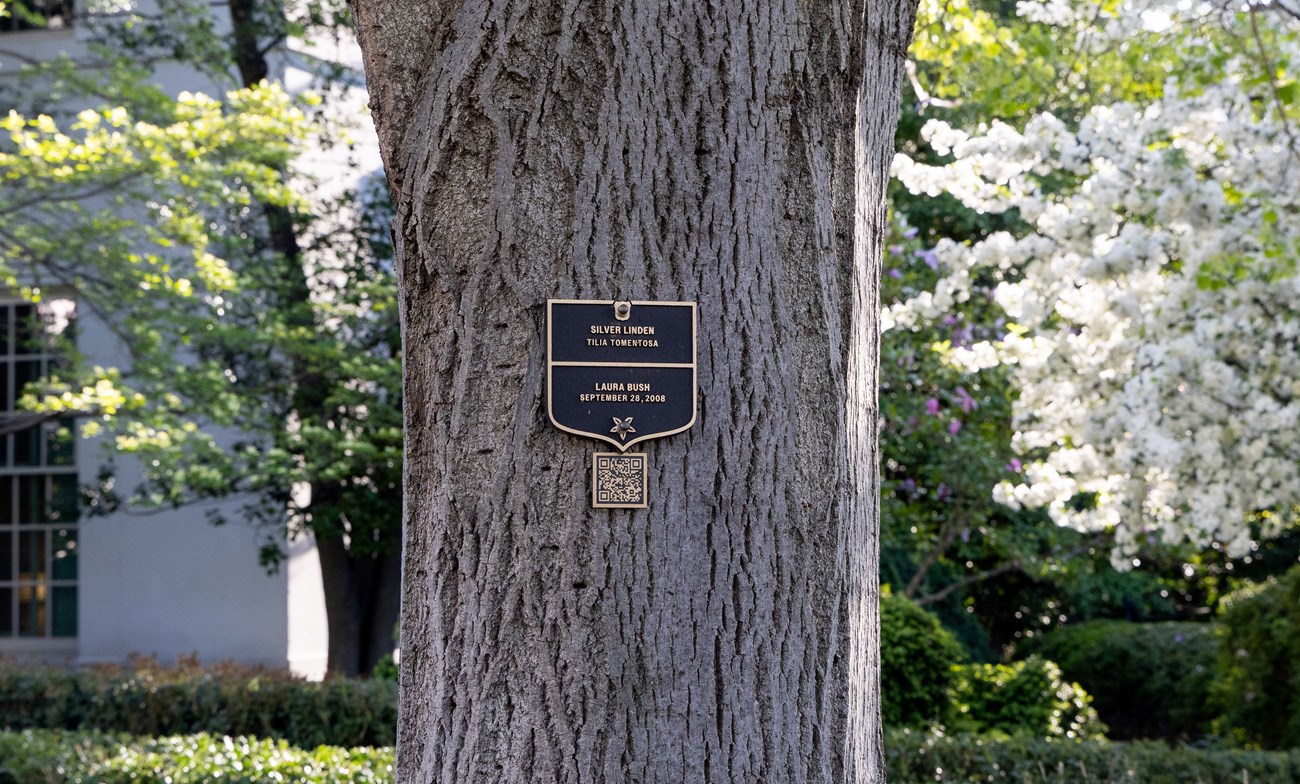 SILVER LINDEN
TILIA TOMENTOSA
LAURA BUSH
SEPTEMBER 28, 2008